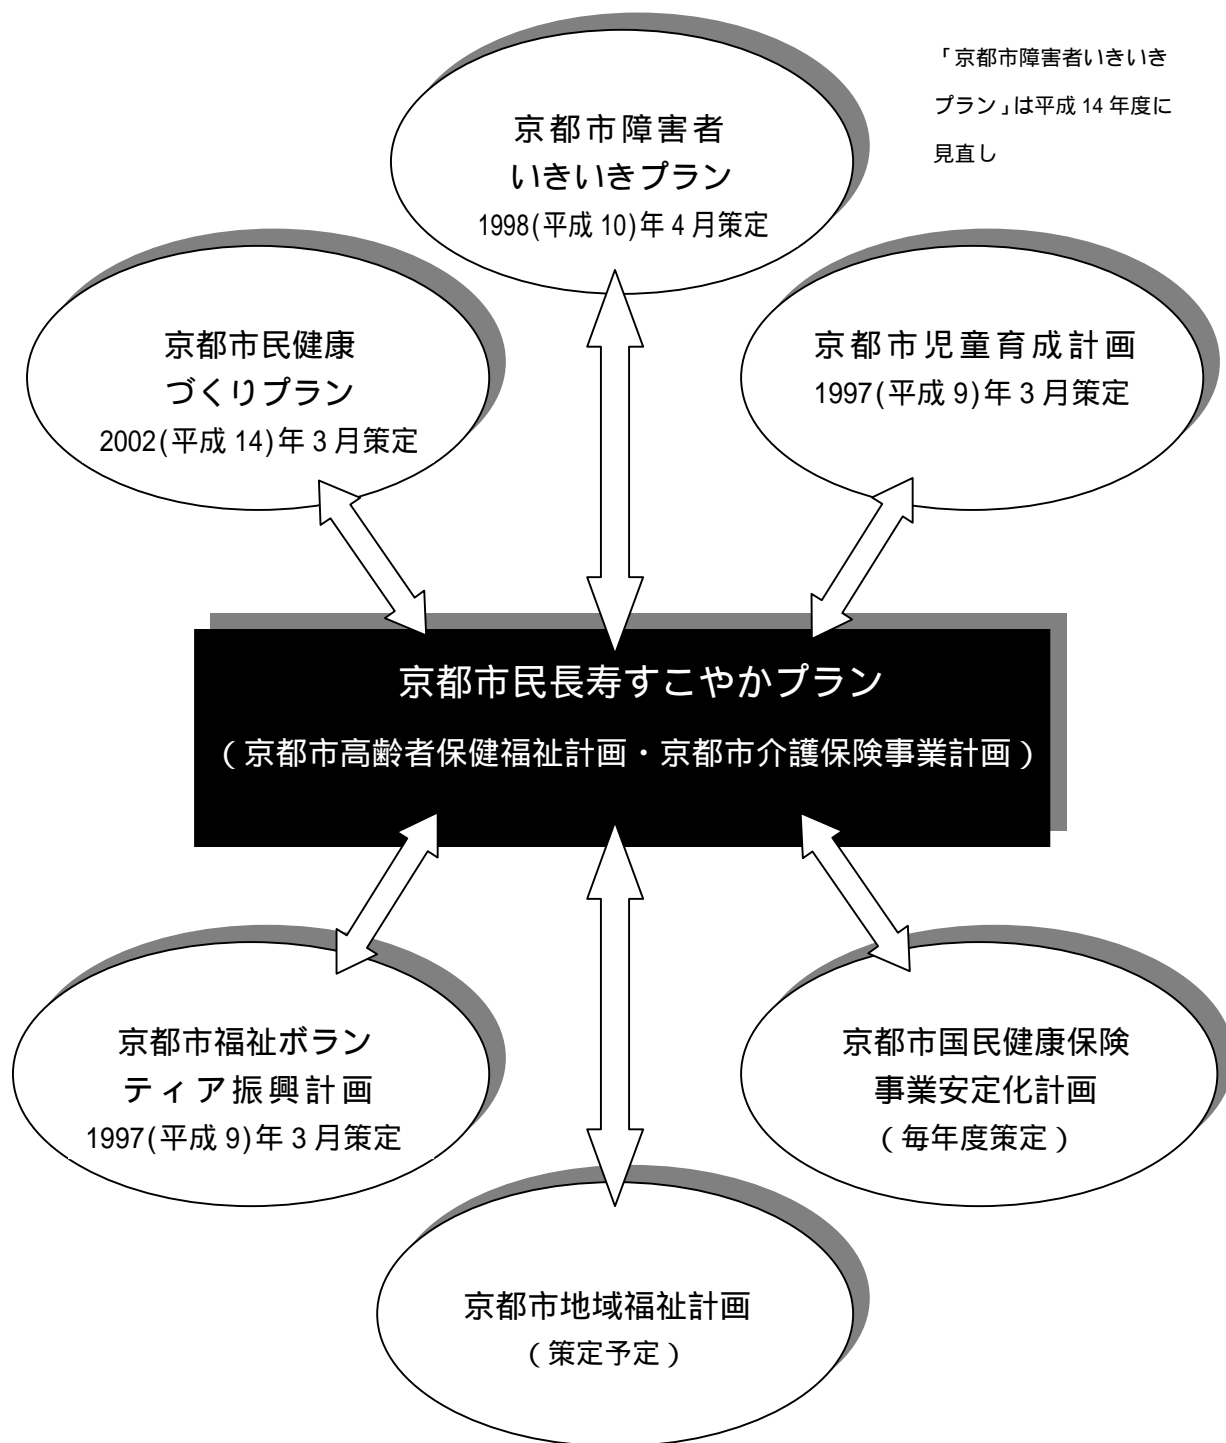 「京都市障害者いきいき
プラン」は平成 14 年度に
見直し
京都市障害者
いきいきプラン
1998(平成 10)年 4 月策定
京都市民健康
づくりプラン
2002(平成 14)年 3 月策定
京都市児童育成計画
1997(平成 9)年 3 月策定
京都市民長寿すこやかプラン
(京都市高齢者保健福祉計画・京都市介護保険事業計画)
京都市福祉ボラン
ティア振興計画
1997(平成 9)年 3 月策定
京都市国民健康保険
事業安定化計画
(毎年度策定)
京都市地域福祉計画
(策定予定)